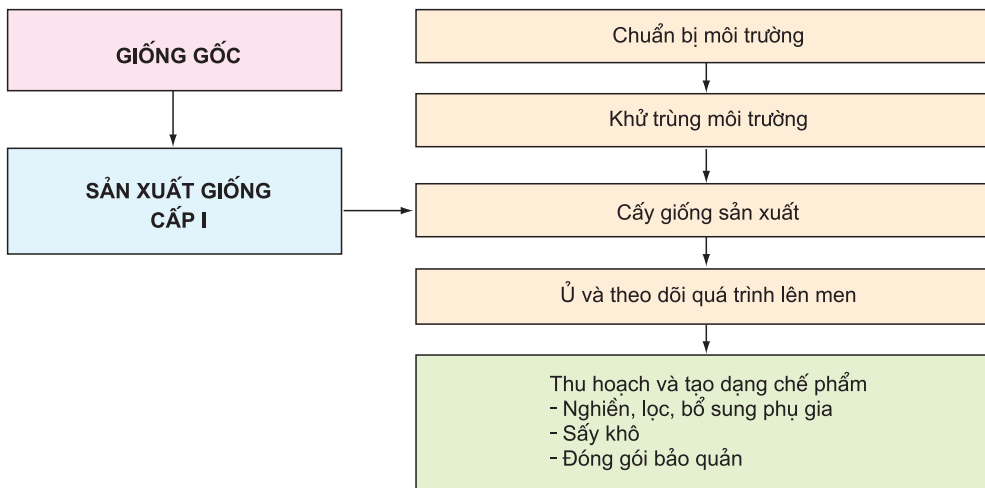 GIỐNG GỐC
SẢN XUẤT GIỐNG
CẤP I
Chuẩn bị môi trường
Khử trùng môi trường
Cấy giống sản xuất
Ủ và theo dõi quá trình lên men
Thu hoạch và tạo dạng chế phẩm
- Nghiền, lọc, bổ sung phụ gia
- Sấy khô
- Đóng gói bảo quản